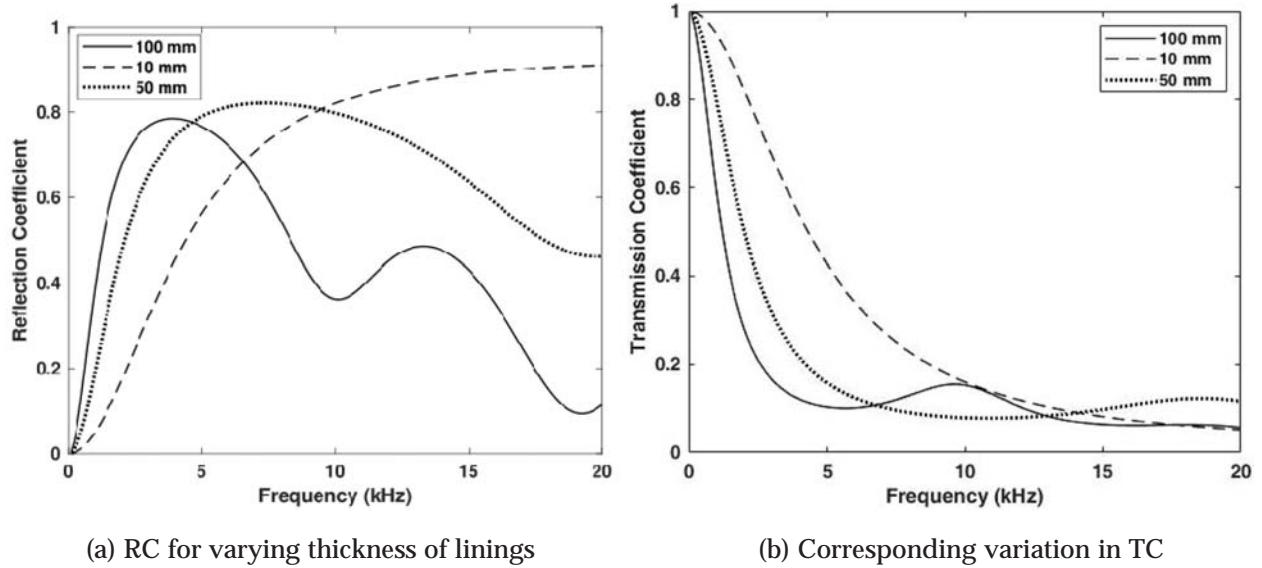 1
0.8
0.6
0.4
0.2
0
0 5 10 15 20
Reflection Coefficient
Frequency (kHz)
100 mm
10 mm
50 mm
(a) RC for varying thickness of linings
1
0.8
0.6
0.4
0.2
0
0 5 10 15 20
Transmission Coefficient
Frequency (kHz)
100 mm
10 mm
50 mm
(b) Corresponding variation in TC